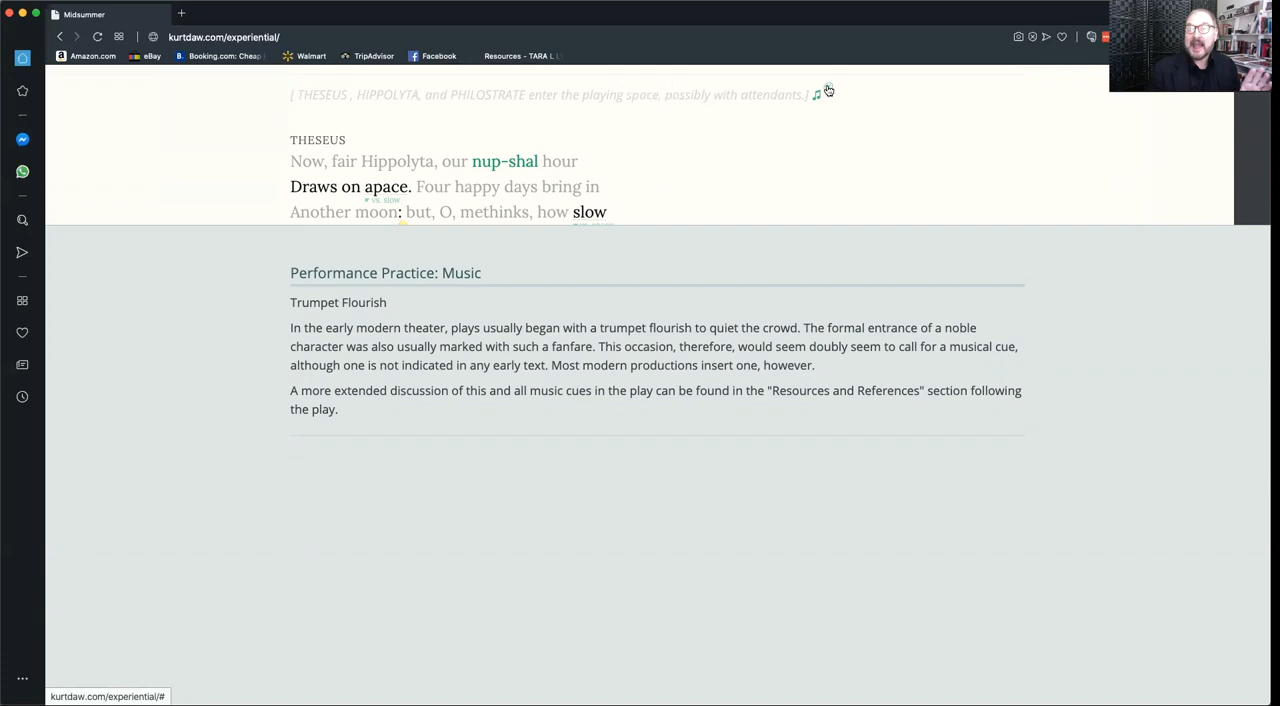 Midsummer
kurtdaw.com/experiential/
Amazon.com eBay Booking.com: Cheap Walmart TripAdvisor Facebook Resources - TARA L
[ THESEUS , HIPPOLYTA, and PHILOSTRATE enter the playing space, possibly with attendants.]
THESEUS
Now, fair Hippolyta, our nup-shal hour
Draws on apace. Four happy days bring in
vs. slow
Another moon: but, O, methinks, how slow
Performance Practice: Music
Trumpet Flourish
In the early modern theater, plays usually began with a trumpet flourish to quiet the crowd. The formal entrance of a noble
character was also usually marked with such a fanfare. This occasion, therefore, would seem doubly seem to call for a musical cue,
although one is not indicated in any early text. Most modern productions insert one, however.
A more extended discussion of this and all music cues in the play can be found in the "Resources and References" section following
the play.
kurtdaw.com/experiential/#